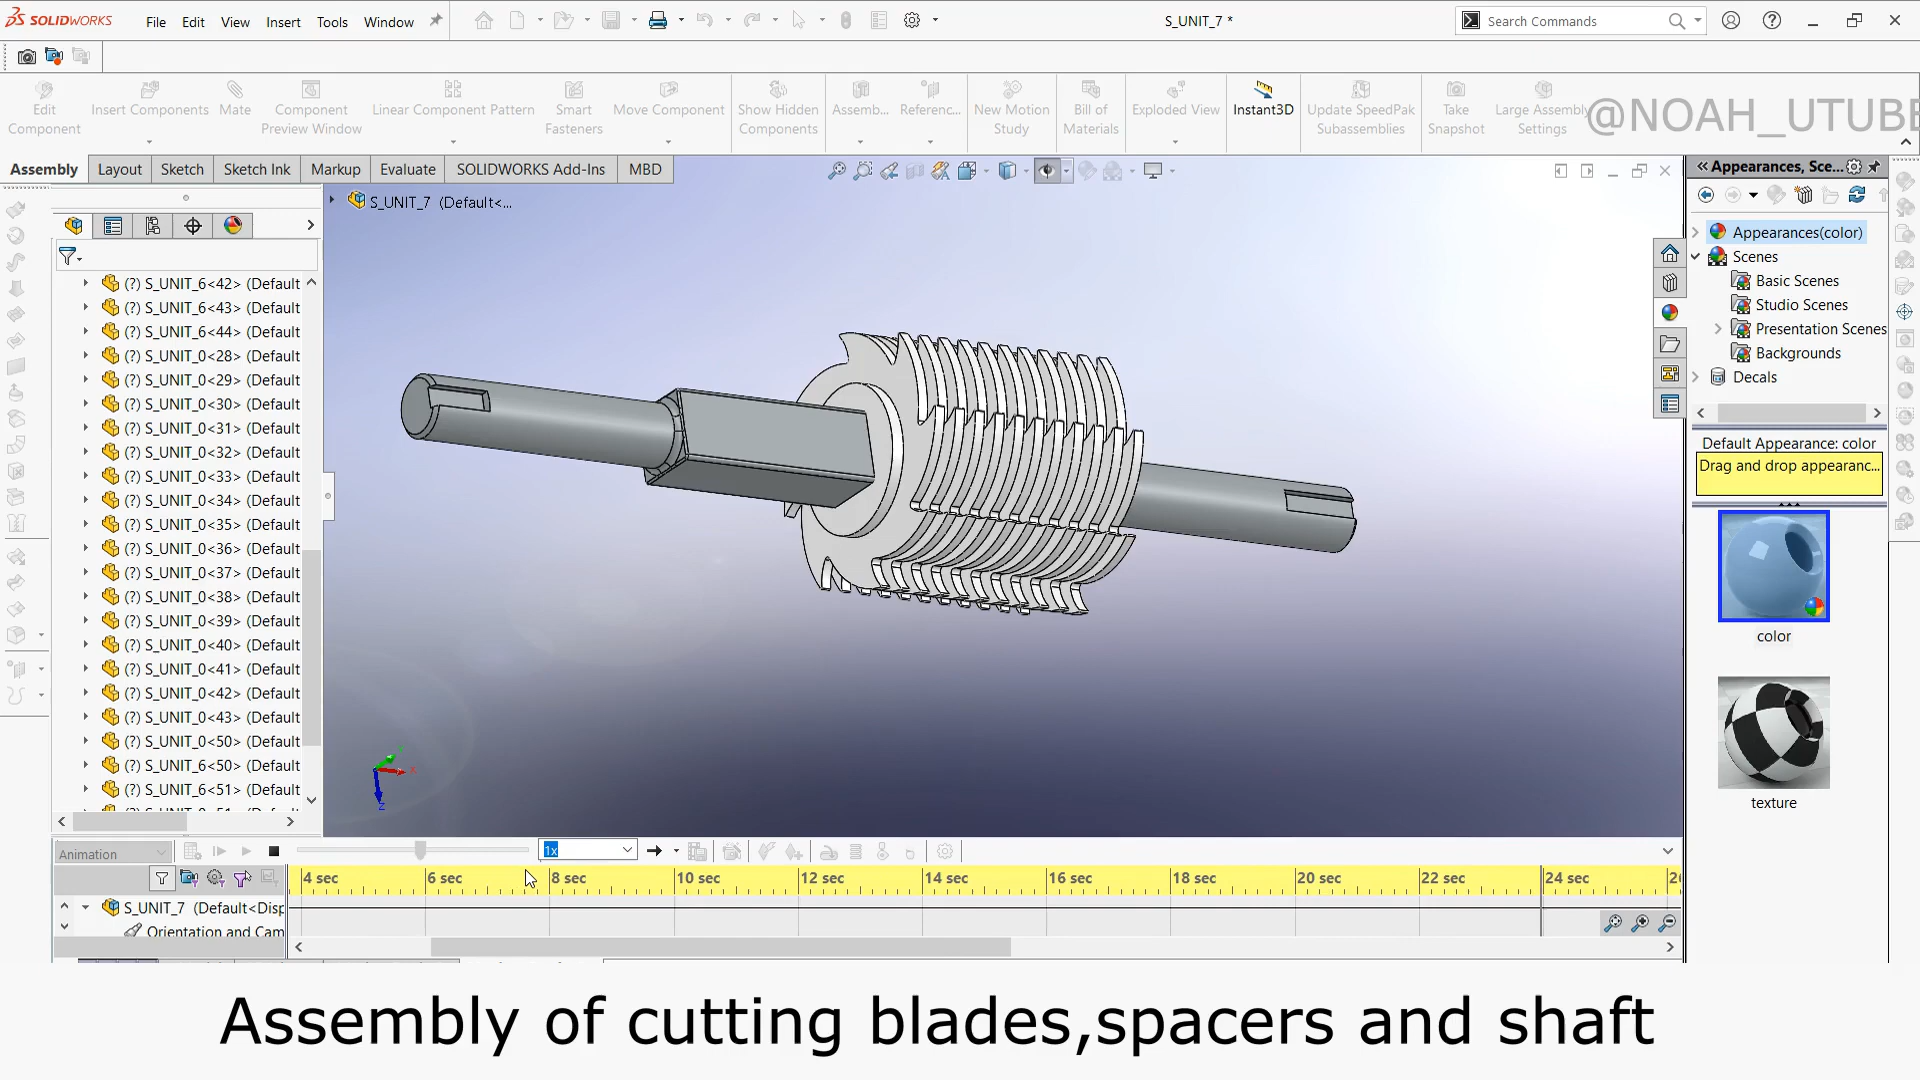 SOLIDWORKS File Edit View Insert Tools Window S_UNIT_7 * Search Commands
Edit Component Insert Components Mate Component Preview Window Linear Component Pattern Smart Fasteners Move Component Show Hidden Components Assemb... Referenc... New Motion Study Bill of Materials Exploded View Instant3D Update SpeedPak Subassemblies Take Snapshot Large Assembly Settings
@NOAH_UTUBE
Assembly Layout Sketch Sketch Ink Markup Evaluate SOLIDWORKS Add-Ins MBD
S_UNIT_7 (Default<...
(?) S_UNIT_6<42> (Default
(?) S_UNIT_6<43> (Default
(?) S_UNIT_6<44> (Default
(?) S_UNIT_0<28> (Default
(?) S_UNIT_0<29> (Default
(?) S_UNIT_0<30> (Default
(?) S_UNIT_0<31> (Default
(?) S_UNIT_0<32> (Default
(?) S_UNIT_0<33> (Default
(?) S_UNIT_0<34> (Default
(?) S_UNIT_0<35> (Default
(?) S_UNIT_0<36> (Default
(?) S_UNIT_0<37> (Default
(?) S_UNIT_0<38> (Default
(?) S_UNIT_0<39> (Default
(?) S_UNIT_0<40> (Default
(?) S_UNIT_0<41> (Default
(?) S_UNIT_0<42> (Default
(?) S_UNIT_0<43> (Default
(?) S_UNIT_0<50> (Default
(?) S_UNIT_6<50> (Default
(?) S_UNIT_6<51> (Default
Z
Appearances, Sce...
Appearances(color)
Scenes
Basic Scenes
Studio Scenes
Presentation Scenes
Backgrounds
Decals
Default Appearance: color
Drag and drop appearanc...
color
texture
Animation 1x
4 sec 6 sec 8 sec 10 sec 12 sec 14 sec 16 sec 18 sec 20 sec 22 sec 24 sec
S_UNIT_7 (Default<Disp
Orientation and Cam
Assembly of cutting blades,spacers and shaft